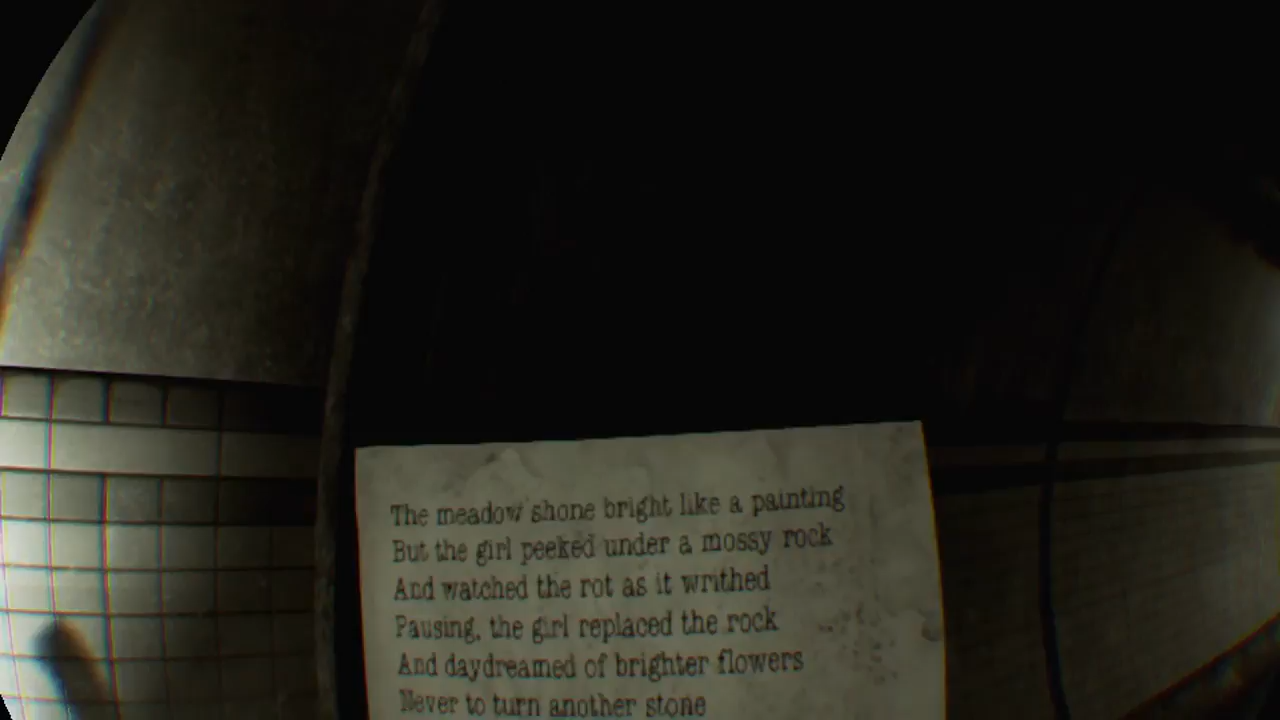 The meadow shone bright like a painting
But the girl peeked under a mossy rock
And watched the rot as it writhed
Pausing, the girl replaced the rock
And daydreamed of brighter flowers
Never to turn another stone